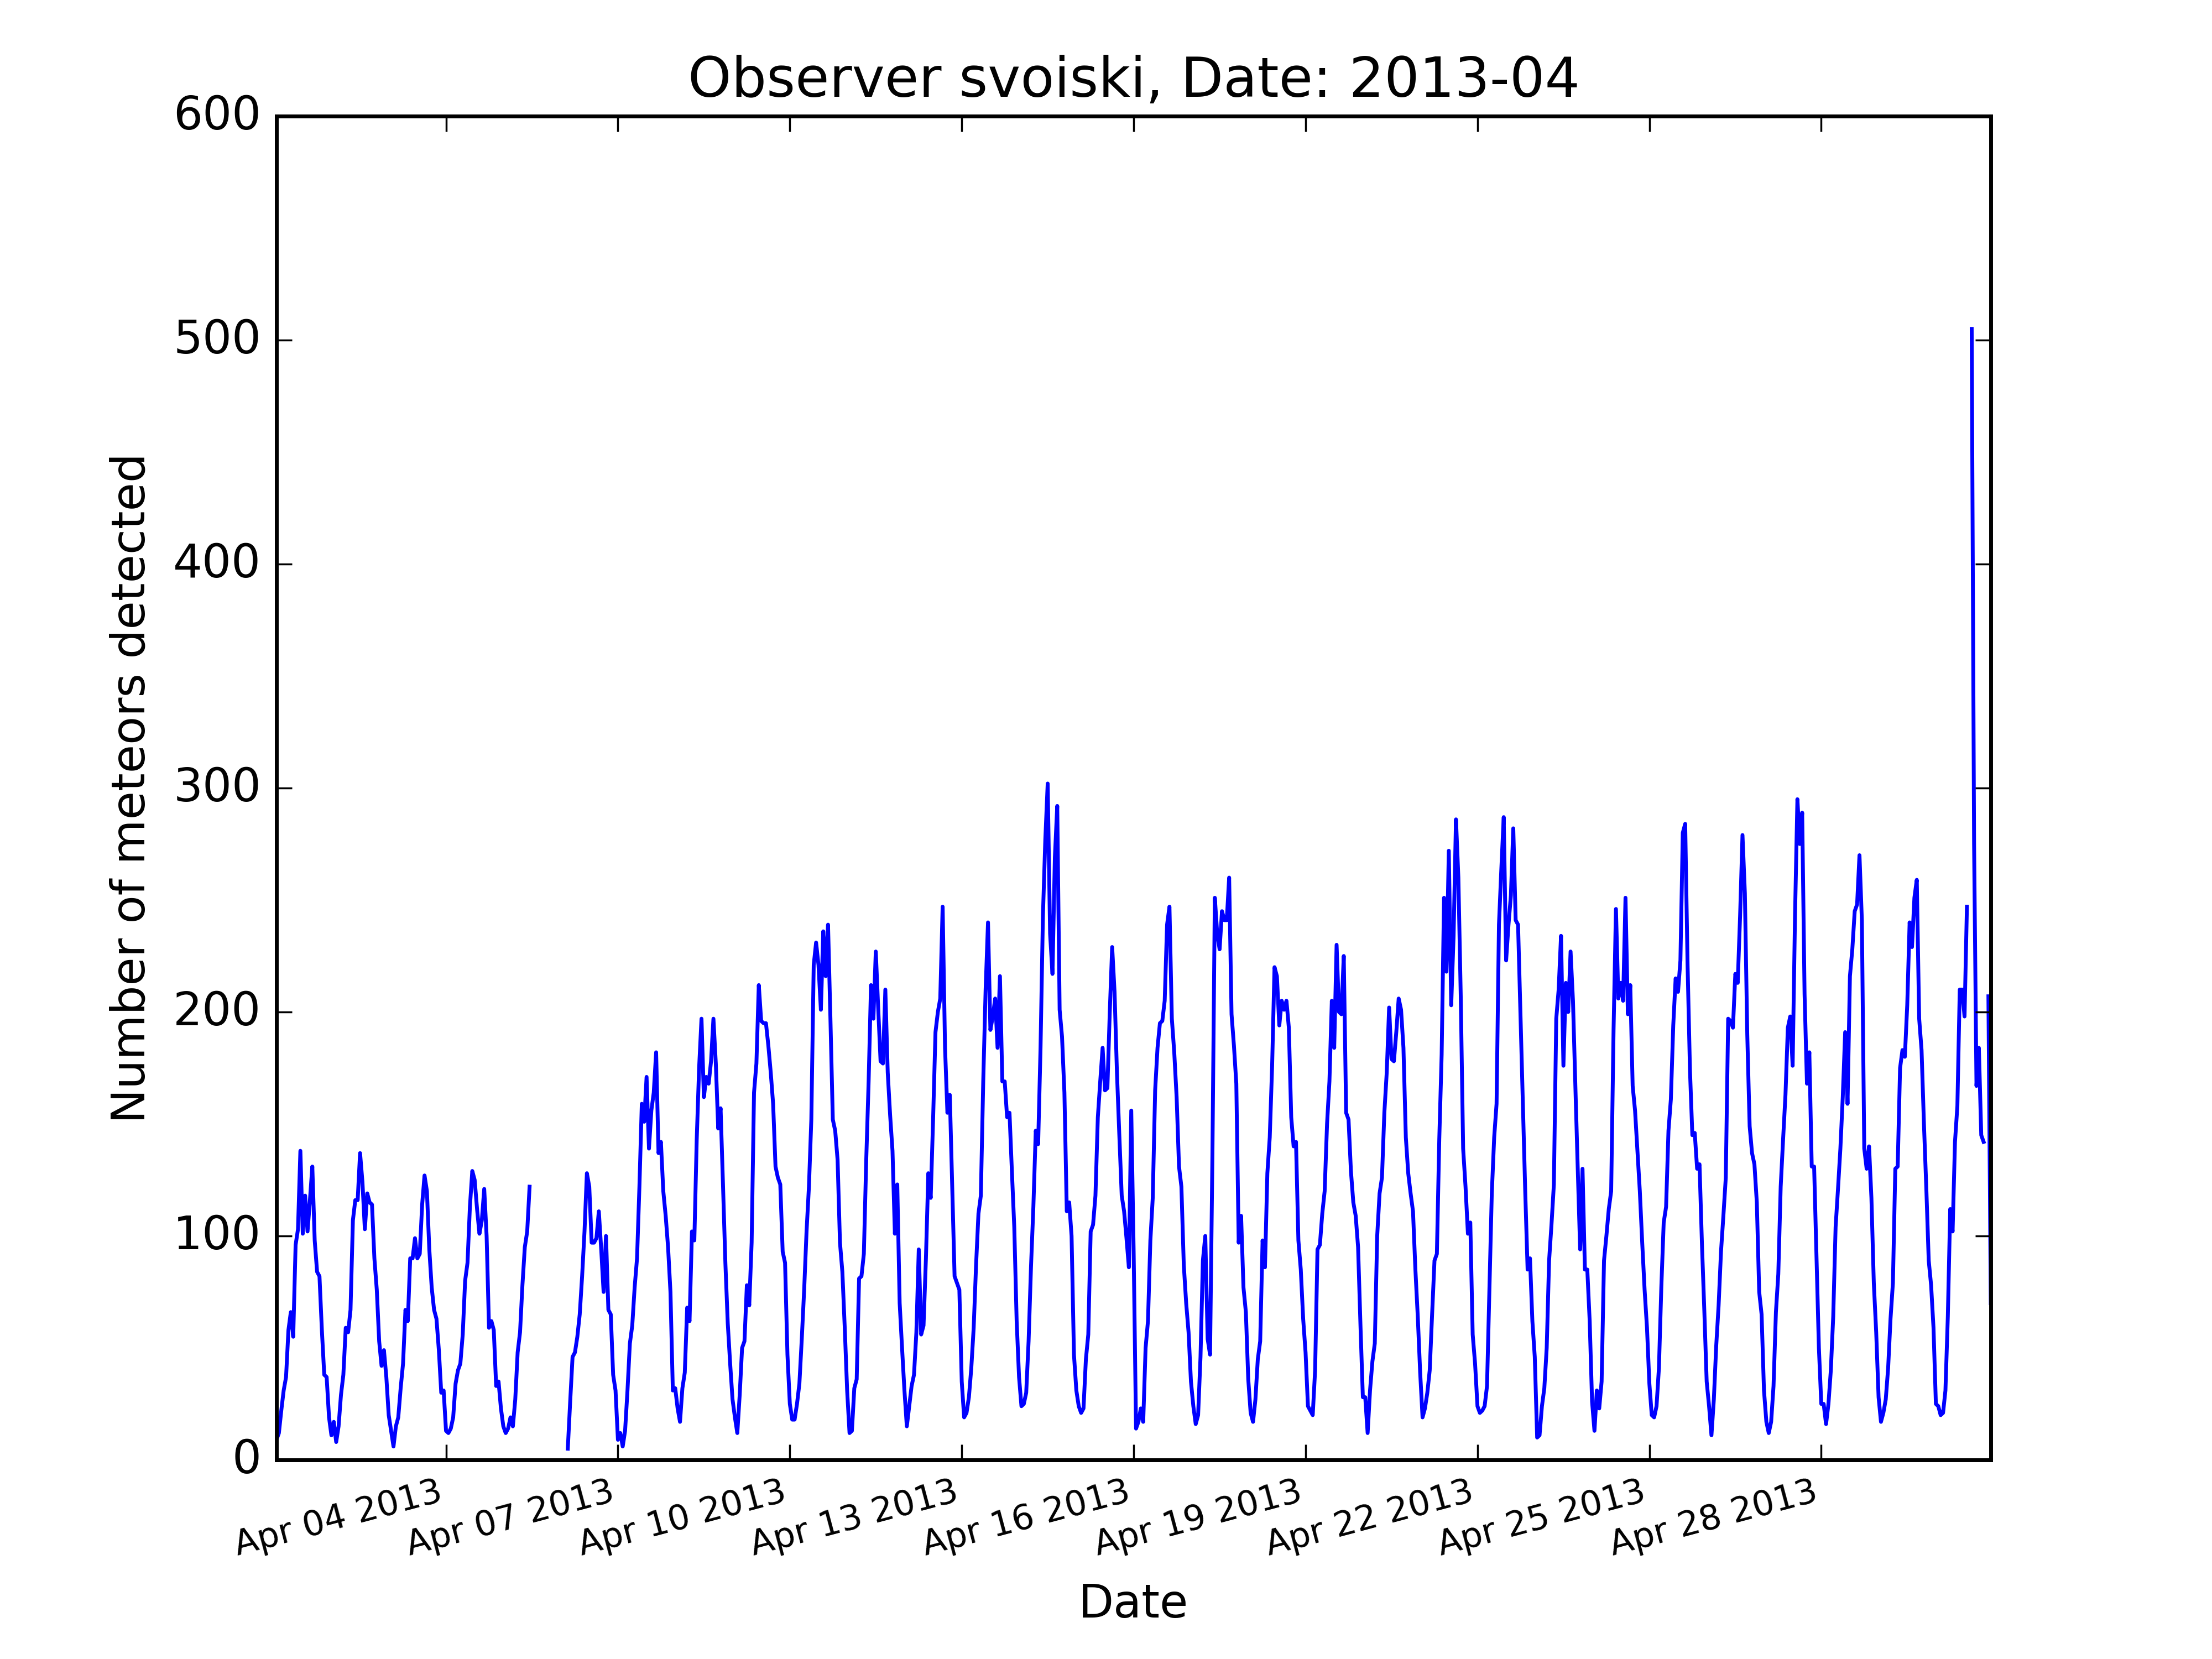 Observer svoiski, Date: 2013-04
600
500
400
300
200
100
0
Number of meteors detected
Apr 04 2013
Apr 07 2013
Apr 10 2013
Apr 13 2013
Apr 16 2013
Apr 19 2013
Apr 22 2013
Apr 25 2013
Apr 28 2013
Date